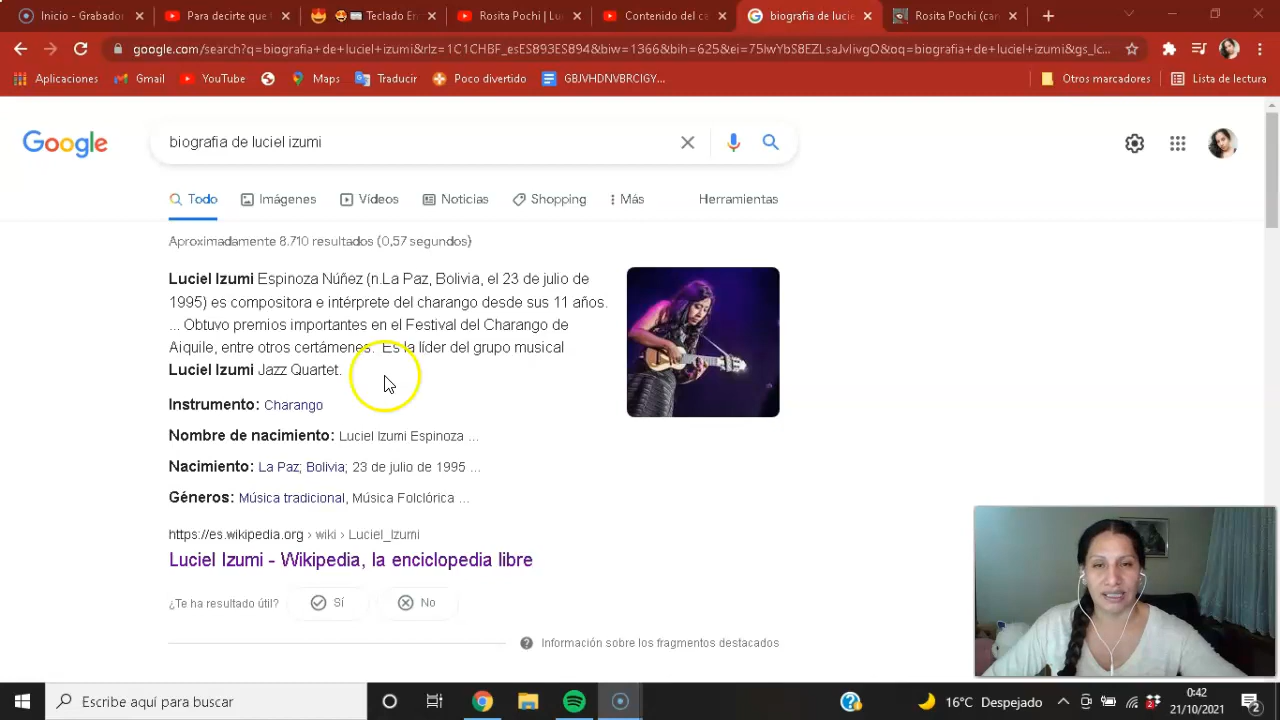 Inicio - Grabador
Para decirte que
Teclado En
Rosita Pochi | Lu
Contenido del ca
biografia de lucie
Rosita Pochi (car
google.com/search?q=biografia+de+luciel+izumi&rlz=1C1CHBF_esES893ES894&biw=1366&bih=625&ei=75lwYbS8EZLsaJvlivgO&oq=biografia+de+luciel+izumi&gs_lc...
Aplicaciones
Gmail
YouTube
Maps
Traducir
Poco divertido
GBJVHDNVBRCIGY...
Otros marcadores
Lista de lectura
Google
biografia de luciel izumi
Todo
Imágenes
Vídeos
Noticias
Shopping
Más
Herramientas
Aproximadamente 8.710 resultados (0,57 segundos)
Luciel Izumi Espinoza Núñez (n.La Paz, Bolivia, el 23 de julio de
1995) es compositora e intérprete del charango desde sus 11 años.
... Obtuvo premios importantes en el Festival del Charango de
Aiquile, entre otros certámenes. Es la líder del grupo musical
Luciel Izumi Jazz Quartet.
Instrumento: Charango
Nombre de nacimiento: Luciel Izumi Espinoza ...
Nacimiento: La Paz; Bolivia; 23 de julio de 1995 ...
Géneros: Música tradicional, Música Folclórica ...
https://es.wikipedia.org › wiki › Luciel_Izumi
Luciel Izumi - Wikipedia, la enciclopedia libre
¿Te ha resultado útil?
Sí
No
Información sobre los fragmentos destacados
Escribe aquí para buscar
16°C Despejado
0:42
21/10/2021
2